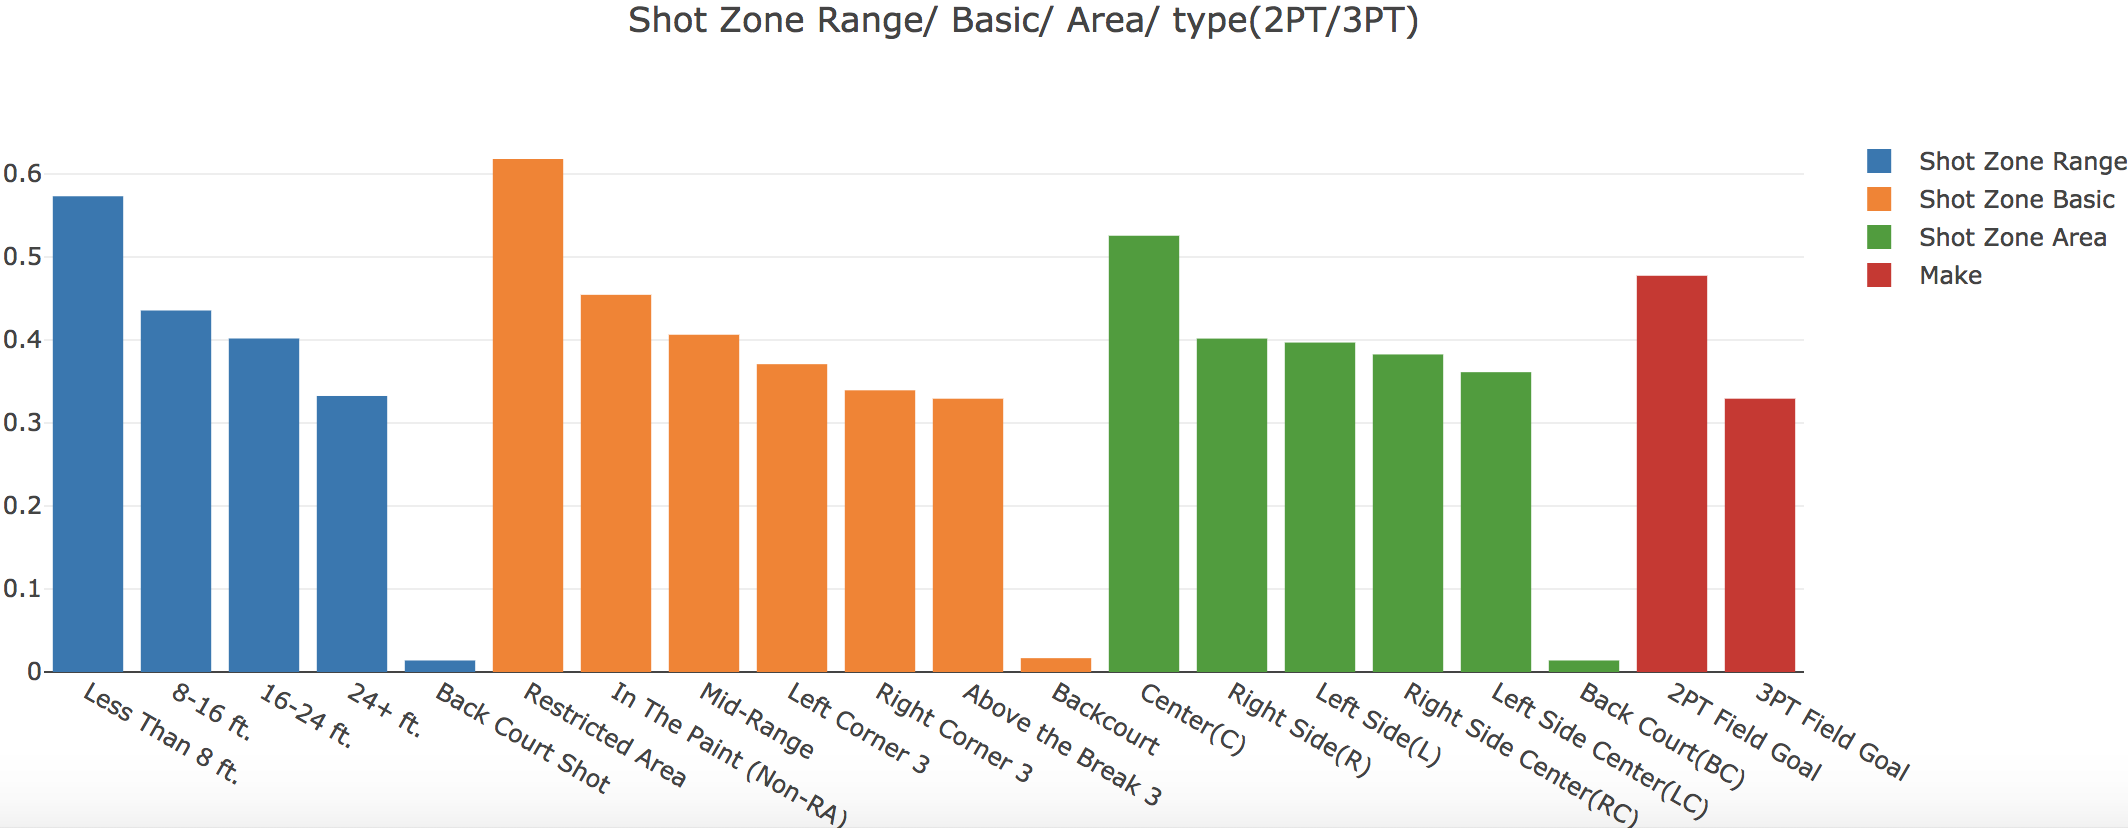 Shot Zone Range/ Basic/ Area/ type(2PT/3PT)
0.6
0.5
0.4
0.3
0.2
0.1
0
Less Than 8 ft.
8-16 ft.
16-24 ft.
24+ ft.
Back Court Shot
Restricted Area
In The Paint (Non-RA)
Mid-Range
Left Corner 3
Right Corner 3
Above the Break 3
Backcourt
Center(C)
Right Side(R)
Left Side(L)
Right Side Center(RC)
Left Side Center(LC)
Back Court(BC)
2PT Field Goal
3PT Field Goal
Shot Zone Range
Shot Zone Basic
Shot Zone Area
Make